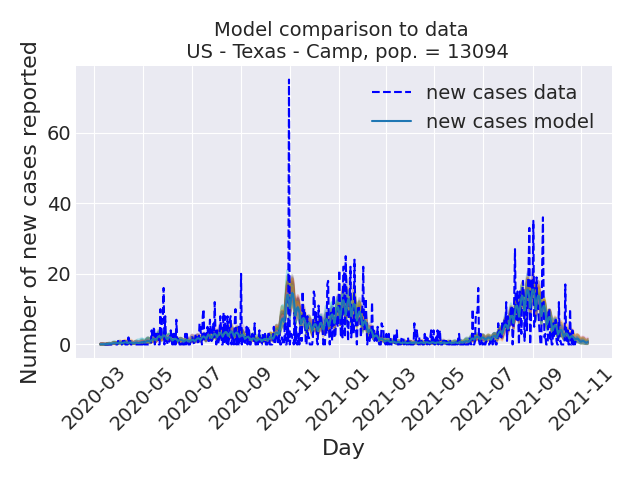 Model comparison to data
US - Texas - Camp, pop. = 13094
new cases data
new cases model
Number of new cases reported
60
40
20
0
2020-03
2020-05
2020-07
2020-09
2020-11
2021-01
2021-03
2021-05
2021-07
2021-09
2021-11
Day